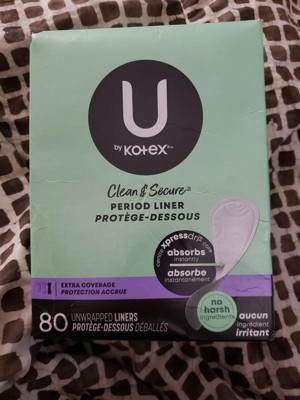 U
by Kotex
Clean & Secure
PERIOD LINER
PROTÈGE-DESSOUS
xpressdri
absorbs
instantly
absorbe
instantanément
EXTRA COVERAGE
PROTECTION ACCRUE
no
harsh
ingredients
aucun
ingrédient
irritant
80 UNWRAPPED LINERS
PROTÈGE-DESSOUS DÉBALLÉS